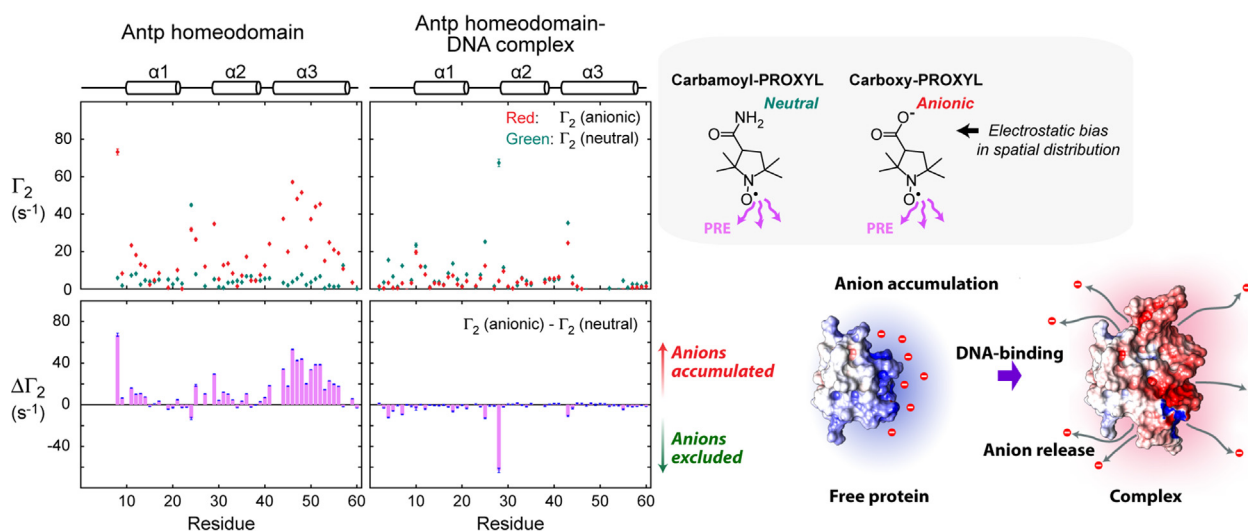 Antp homeodomain
Antp homeodomain-
DNA complex
α1
α2
α3
α1
α2
α3
Red: Γ2 (anionic)
Green: Γ2 (neutral)
Γ2
(s-1)
80
60
40
20
0
Γ2 (anionic) - Γ2 (neutral)
ΔΓ2
(s-1)
80
40
0
-40
10 20 30 40 50 60
10 20 30 40 50 60
Residue
Residue
Anions
accumulated
Anions
excluded
Carbamoyl-PROXYL
Neutral
NH2
O
N
O
PRE
Carboxy-PROXYL
Anionic
O-
O
N
O
PRE
Electrostatic bias
in spatial distribution
Anion accumulation
DNA-binding
Anion release
Free protein
Complex